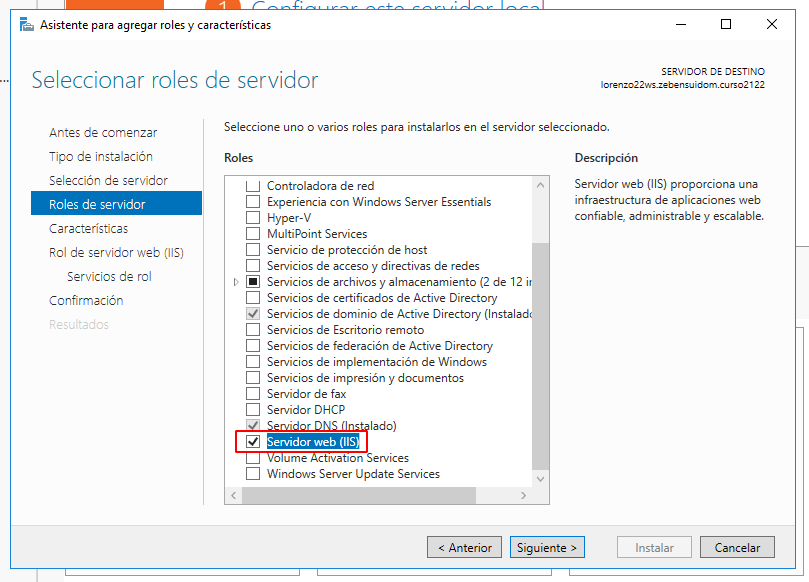 1 Configurar este servidor local
Asistente para agregar roles y características
Seleccionar roles de servidor
SERVIDOR DE DESTINO
lorenzo22ws.zebensuidom.curso2122
Antes de comenzar
Tipo de instalación
Selección de servidor
Roles de servidor
Características
Rol de servidor web (IIS)
Servicios de rol
Confirmación
Resultados
Seleccione uno o varios roles para instalarlos en el servidor seleccionado.
Roles
Controladora de red
Experiencia con Windows Server Essentials
Hyper-V
MultiPoint Services
Servicio de protección de host
Servicios de acceso y directivas de redes
Servicios de archivos y almacenamiento (2 de 12 in
Servicios de certificados de Active Directory
Servicios de dominio de Active Directory (Instalado
Servicios de Escritorio remoto
Servicios de federación de Active Directory
Servicios de implementación de Windows
Servicios de impresión y documentos
Servidor de fax
Servidor DHCP
Servidor DNS (Instalado)
Servidor web (IIS)
Volume Activation Services
Windows Server Update Services
Descripción
Servidor web (IIS) proporciona una
infraestructura de aplicaciones web
confiable, administrable y escalable.
< Anterior
Siguiente >
Instalar
Cancelar